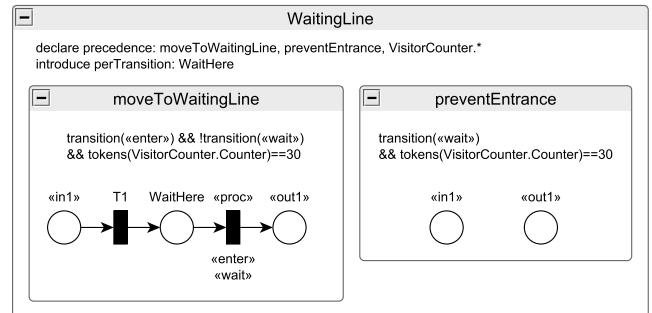 WaitingLine
declare precedence: moveToWaitingLine, preventEntrance, VisitorCounter.*
introduce perTransition: WaitHere
moveToWaitingLine
transition(«enter») && !transition(«wait»)
&& tokens(VisitorCounter.Counter)==30
«in1» T1 WaitHere «proc» «out1»
«enter»
«wait»
preventEntrance
transition(«wait»)
&& tokens(VisitorCounter.Counter)==30
«in1» «out1»